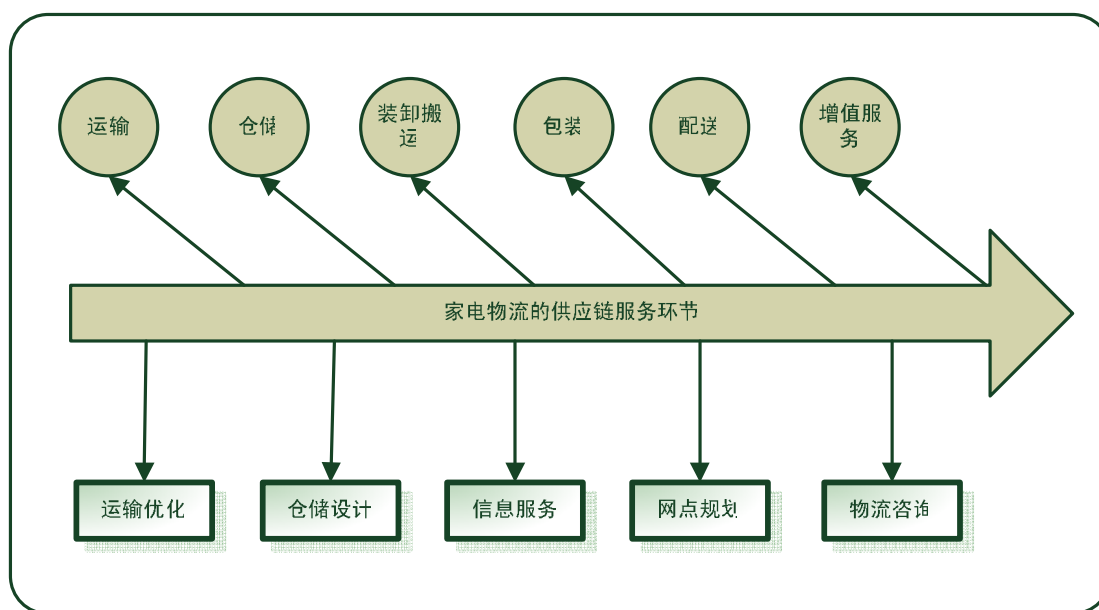 运输
仓储
装卸搬
运
包装
配送
增值服
务
家电物流的供应链服务环节
运输优化
仓储设计
信息服务
网点规划
物流咨询